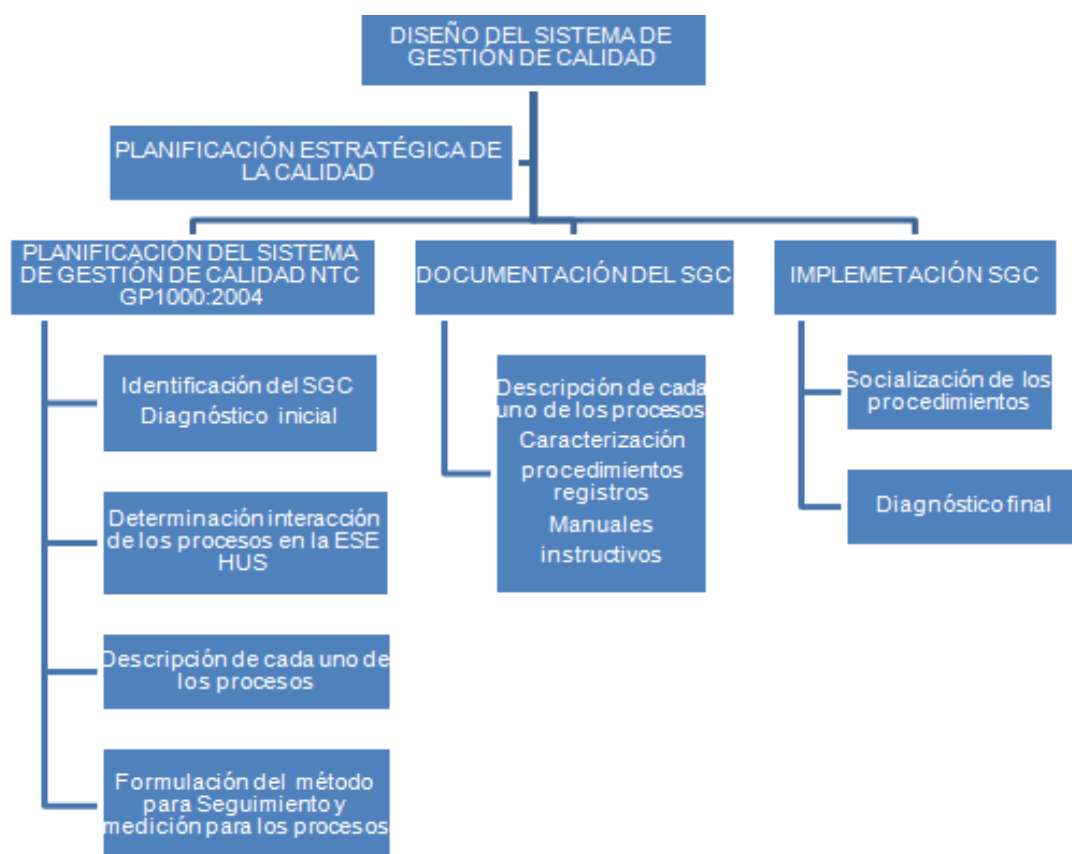 DISEÑO DEL SISTEMA DE
GESTIÓN DE CALIDAD
PLANIFICACIÓN ESTRATÉGICA DE
LA CALIDAD
PLANIFICACIÓN DEL SISTEMA
DE GESTIÓN DE CALIDAD NTC
GP1000:2004
Identificación del SGC
Diagnóstico inicial
Determinación interacción
de los procesos en la ESE
HUS
Descripción de cada uno de
los procesos
Formulación del método
para Seguimiento y
medición para los procesos
DOCUMENTACIÓN DEL SGC
Descripción de cada
uno de los procesos
Caracterización
procedimientos
registros
Manuales
instructivos
IMPLEMETACIÓN SGC
Socialización de los
procedimientos
Diagnóstico final